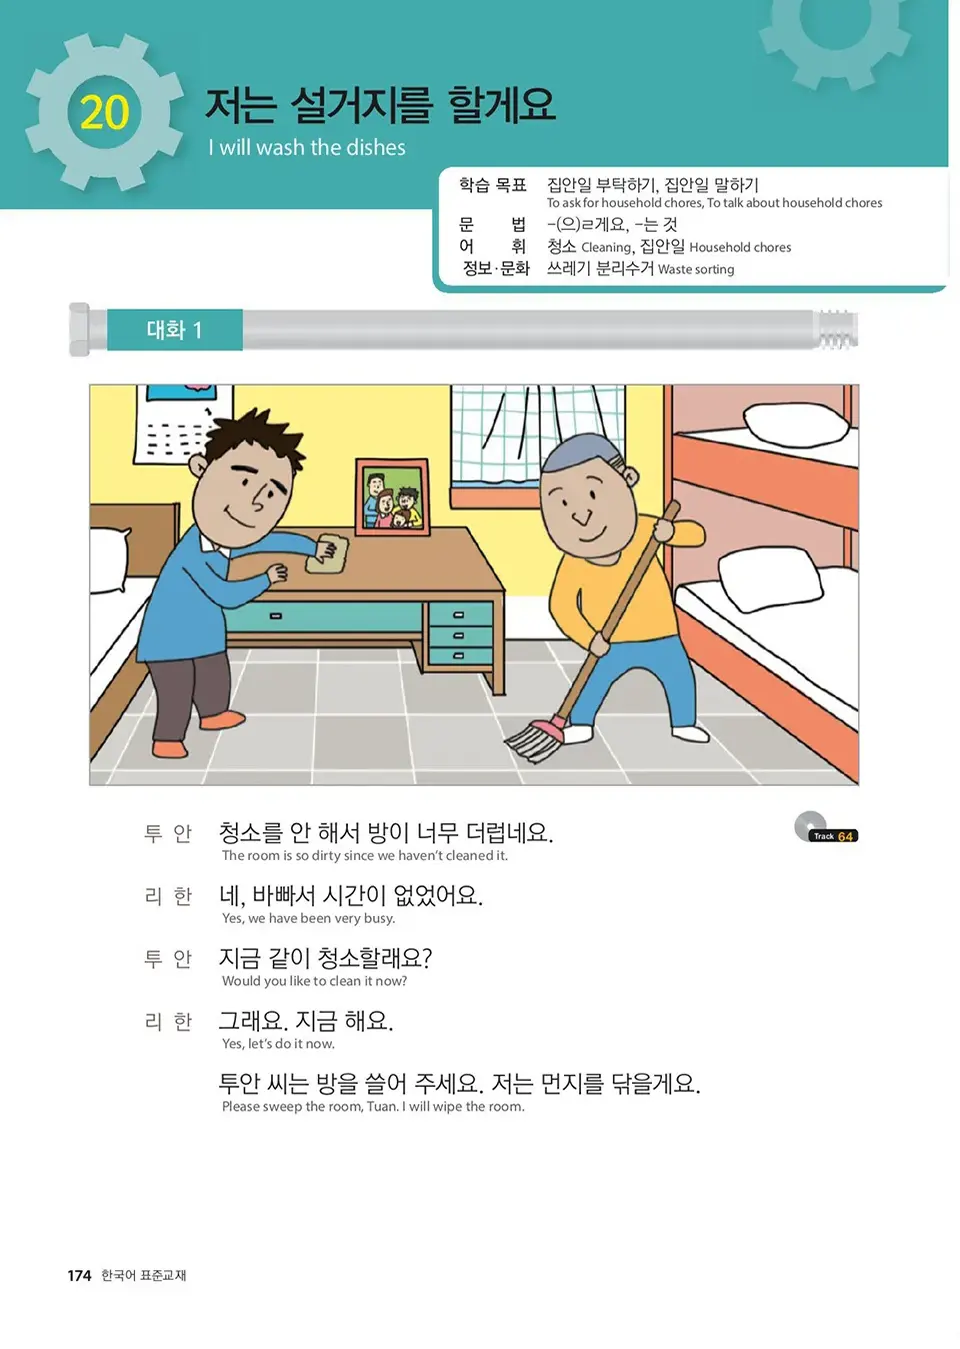 20
저는 설거지를 할게요
I will wash the dishes
학습 목표 집안일 부탁하기, 집안일 말하기
To ask for household chores, To talk about household chores
문 법 -(으)ㄹ게요, -는 것
어 휘 청소 Cleaning, 집안일 Household chores
정보·문화 쓰레기 분리수거 Waste sorting
대화 1
투 안 청소를 안 해서 방이 너무 더럽네요.
Track 64
The room is so dirty since we haven't cleaned it.
리 한 네, 바빠서 시간이 없었어요.
Yes, we have been very busy.
투 안 지금 같이 청소할래요?
Would you like to clean it now?
리 한 그래요. 지금 해요.
Yes, let's do it now.
투안 씨는 방을 쓸어 주세요. 저는 먼지를 닦을게요.
Please sweep the room, Tuan. I will wipe the room.
174 한국어 표준교재